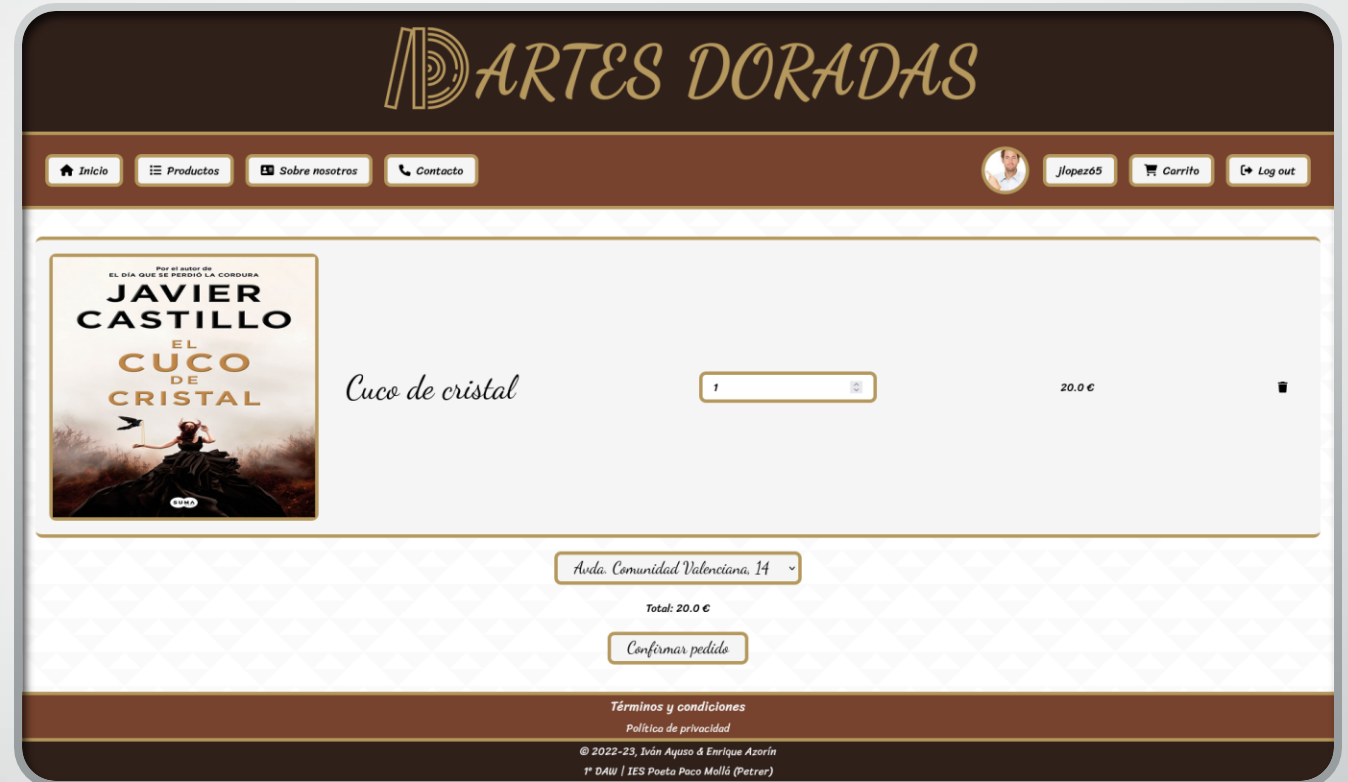 ARTES DORADAS
Inicio
Productos
Sobre nosotros
Contacto
jlopez65
Carrito
Log out
Por el autor de
EL DÍA QUE SE PERDIÓ LA CORDURA
JAVIER
CASTILLO
EL
CUCO
DE
CRISTAL
SUMA
Cuco de cristal
1
20.0 €
Avda. Comunidad Valenciana, 14
Total: 20.0 €
Confirmar pedido
Términos y condiciones
Política de privacidad
© 2022-23, Iván Ayuso & Enrique Azorín
1º DAW | IES Poeta Paco Mollá (Petrer)